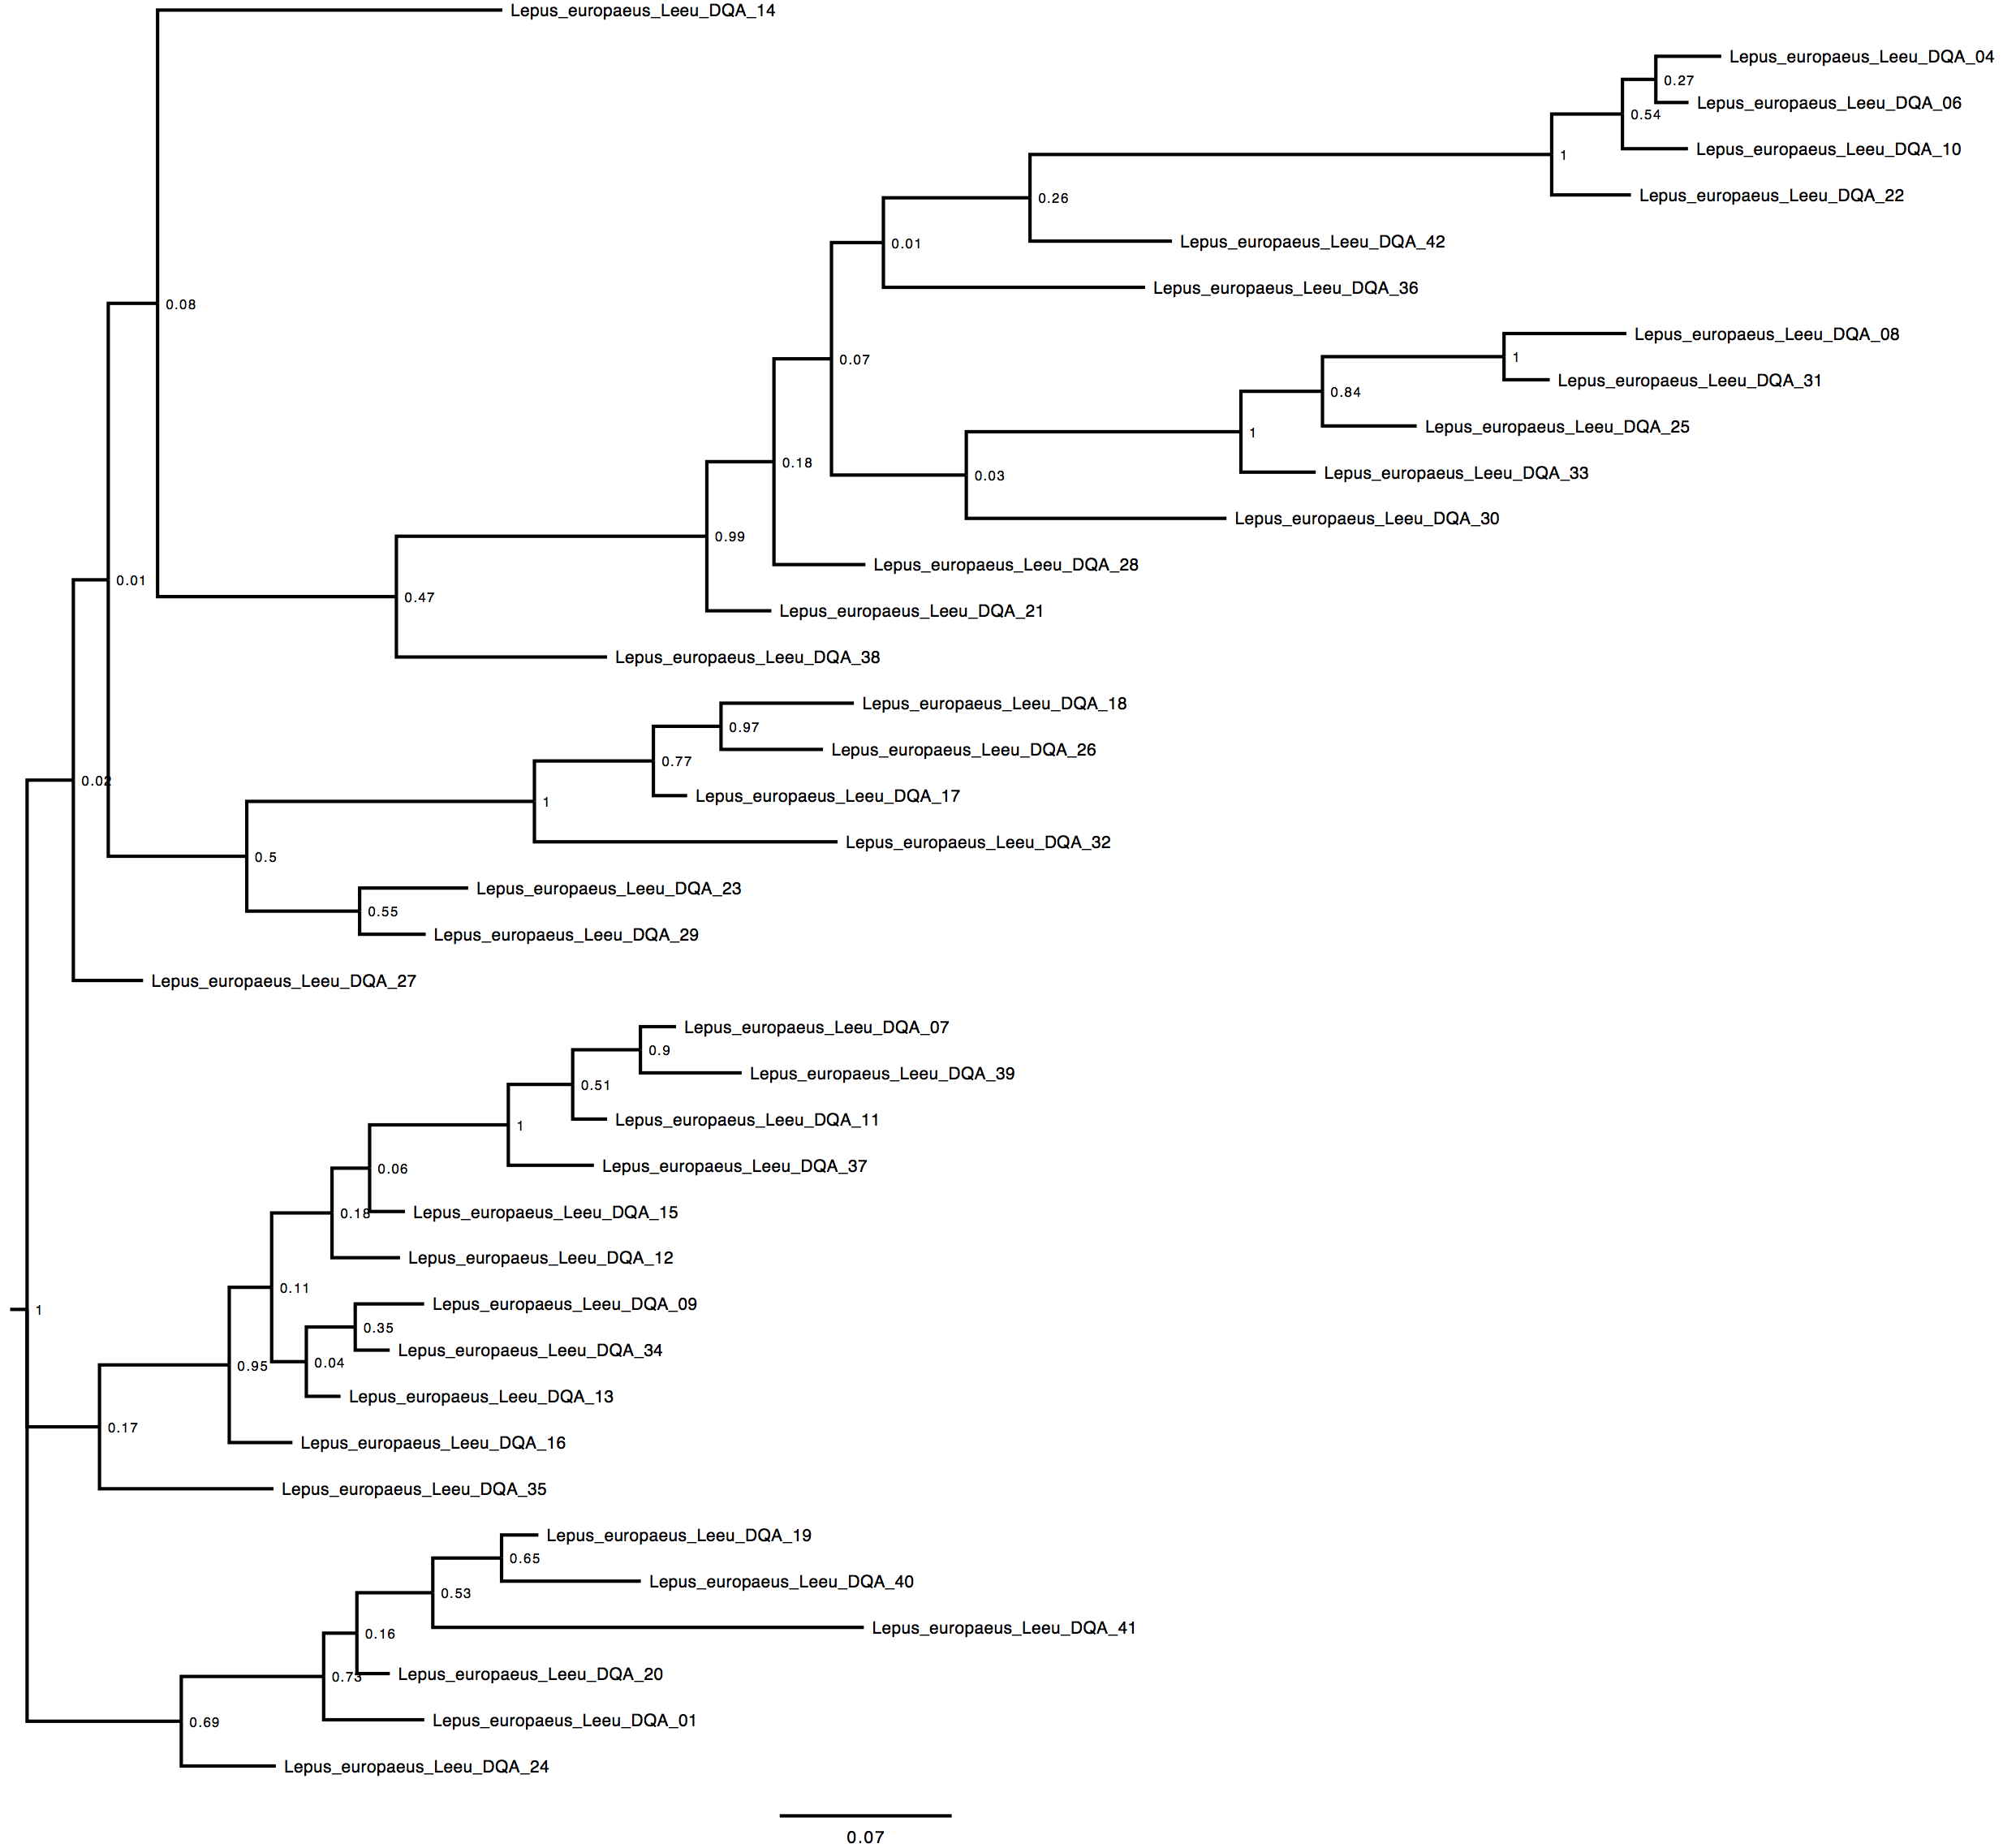 Lepus_europaeus_Leeu_DQA_14
Lepus_europaeus_Leeu_DQA_04
0.27
Lepus_europaeus_Leeu_DQA_06
0.54
Lepus_europaeus_Leeu_DQA_10
1
Lepus_europaeus_Leeu_DQA_22
0.26
Lepus_europaeus_Leeu_DQA_42
0.01
Lepus_europaeus_Leeu_DQA_36
0.08
Lepus_europaeus_Leeu_DQA_08
1
0.07
Lepus_europaeus_Leeu_DQA_31
0.84
Lepus_europaeus_Leeu_DQA_25
1
0.18
Lepus_europaeus_Leeu_DQA_33
0.03
Lepus_europaeus_Leeu_DQA_30
0.99
Lepus_europaeus_Leeu_DQA_28
0.01
0.47
Lepus_europaeus_Leeu_DQA_21
Lepus_europaeus_Leeu_DQA_38
Lepus_europaeus_Leeu_DQA_18
0.97
Lepus_europaeus_Leeu_DQA_26
0.77
0.02
Lepus_europaeus_Leeu_DQA_17
1
Lepus_europaeus_Leeu_DQA_32
0.5
Lepus_europaeus_Leeu_DQA_23
0.55
Lepus_europaeus_Leeu_DQA_29
Lepus_europaeus_Leeu_DQA_27
Lepus_europaeus_Leeu_DQA_07
0.9
Lepus_europaeus_Leeu_DQA_39
0.51
Lepus_europaeus_Leeu_DQA_11
1
Lepus_europaeus_Leeu_DQA_37
0.06
Lepus_europaeus_Leeu_DQA_15
0.18
Lepus_europaeus_Leeu_DQA_12
0.11
Lepus_europaeus_Leeu_DQA_09
1
0.35
Lepus_europaeus_Leeu_DQA_34
0.04
0.95
Lepus_europaeus_Leeu_DQA_13
0.17
Lepus_europaeus_Leeu_DQA_16
Lepus_europaeus_Leeu_DQA_35
Lepus_europaeus_Leeu_DQA_19
0.65
Lepus_europaeus_Leeu_DQA_40
0.53
Lepus_europaeus_Leeu_DQA_41
0.16
Lepus_europaeus_Leeu_DQA_20
0.73
Lepus_europaeus_Leeu_DQA_01
0.69
Lepus_europaeus_Leeu_DQA_24
0.07